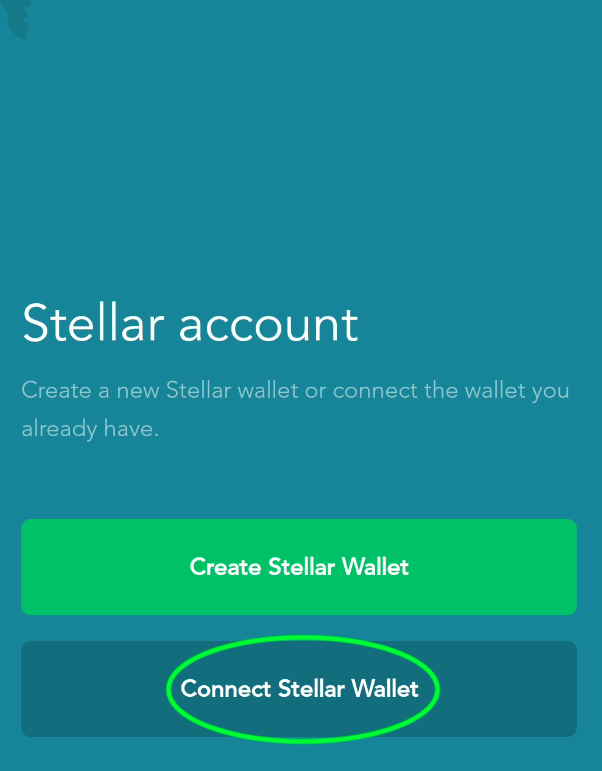 Stellar account
Create a new Stellar wallet or connect the wallet you
already have.
Create Stellar Wallet
Connect Stellar Wallet